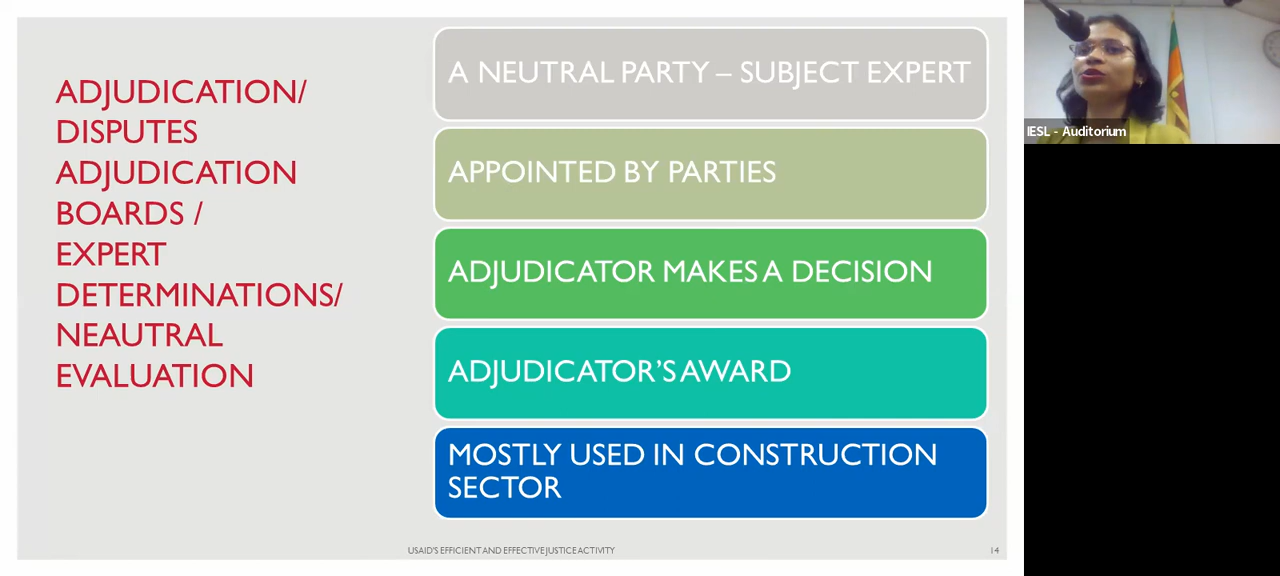 ADJUDICATION/
DISPUTES
ADJUDICATION
BOARDS /
EXPERT
DETERMINATIONS/
NEAUTRAL
EVALUATION
A NEUTRAL PARTY – SUBJECT EXPERT
APPOINTED BY PARTIES
ADJUDICATOR MAKES A DECISION
ADJUDICATOR’S AWARD
MOSTLY USED IN CONSTRUCTION
SECTOR
USAID'S EFFICIENT AND EFFECTIVE JUSTICE ACTIVITY
14
IESL - Auditorium